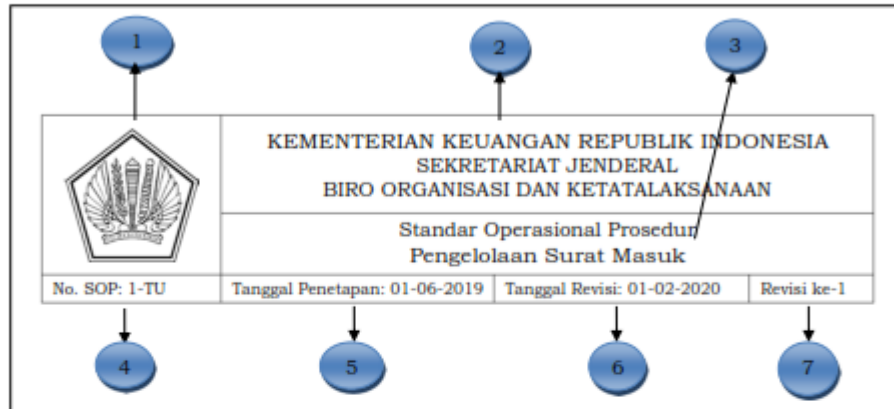 1
2
3
KEMENTERIAN KEUANGAN REPUBLIK INDONESIA
SEKRETARIAT JENDERAL
BIRO ORGANISASI DAN KETATALAKSANAAN
Standar Operasional Prosedur
Pengelolaan Surat Masuk
No. SOP: 1-TU
Tanggal Penetapan: 01-06-2019
Tanggal Revisi: 01-02-2020
Revisi ke-1
4
5
6
7